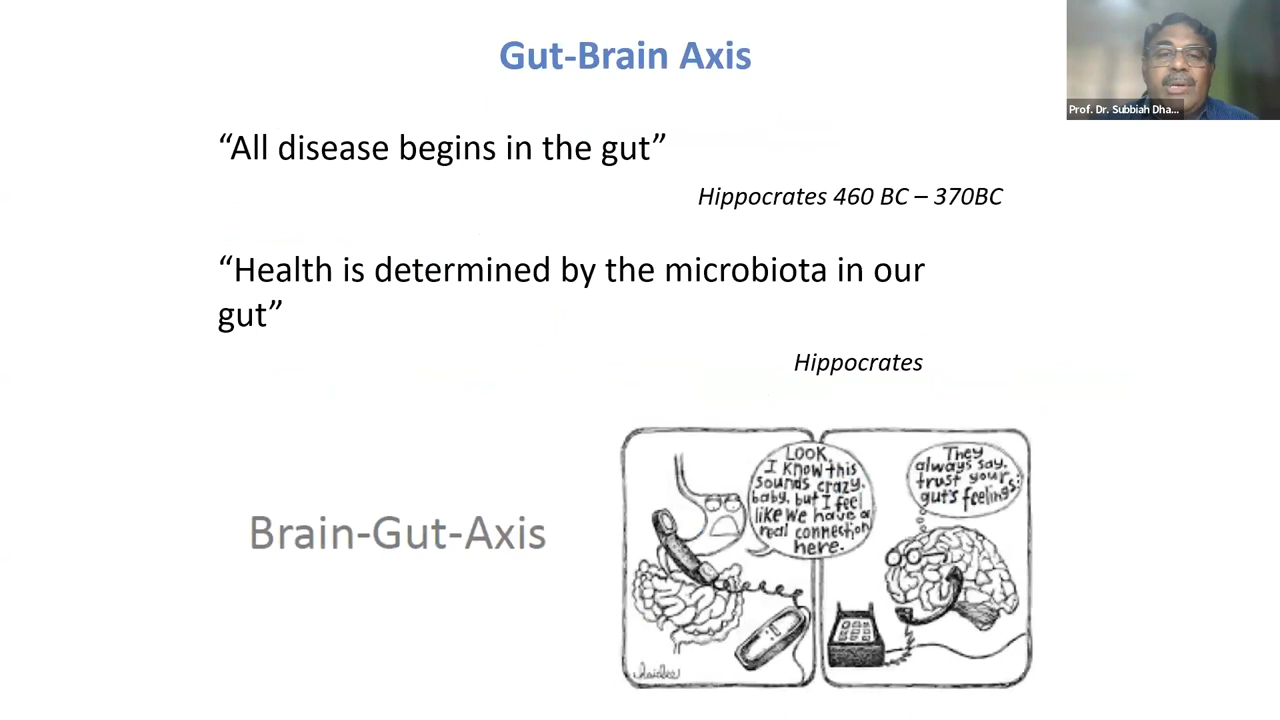 Gut-Brain Axis
Prof. Dr. Subbiah Dha...
“All disease begins in the gut”
Hippocrates 460 BC – 370BC
“Health is determined by the microbiota in our
gut”
Hippocrates
Brain-Gut-Axis
LOOK,
I know this
sounds crazy,
baby, but I feel
like we have a
real connection
here.
They
always say,
trust your
gut's feelings.